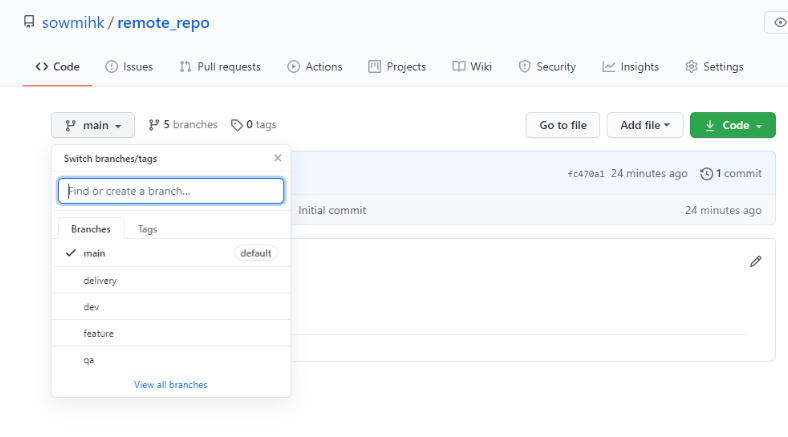 sowmihk / remote_repo
Code Issues Pull requests Actions Projects Wiki Security Insights Settings
main 5 branches 0 tags Go to file Add file Code
Switch branches/tags
Find or create a branch...
Branches Tags
main default
delivery
dev
feature
qa
View all branches
fc470a1 24 minutes ago 1 commit
Initial commit 24 minutes ago